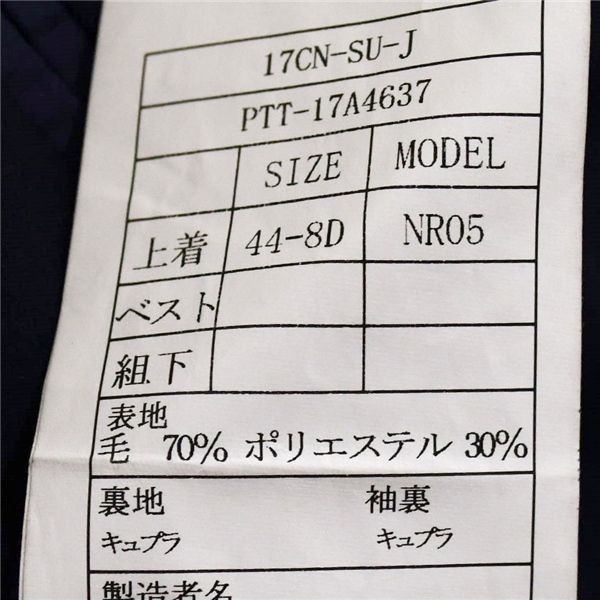 17CN-SU-J
PTT-17A4637
SIZE MODEL
上着 44-8D NR05
ベスト
組下
表地
毛 70% ポリエステル 30%
裏地 袖裏
キュプラ キュプラ
製造者名